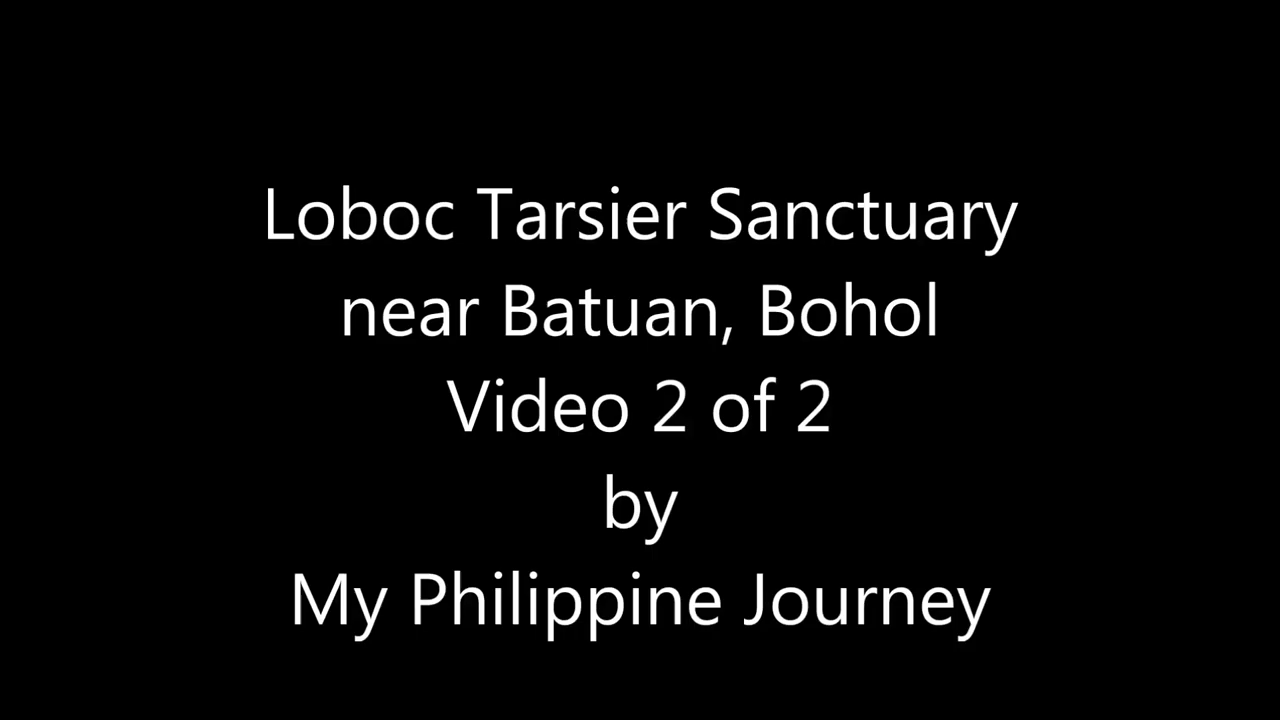 Loboc Tarsier Sanctuary
near Batuan, Bohol
Video 2 of 2
by
My Philippine Journey